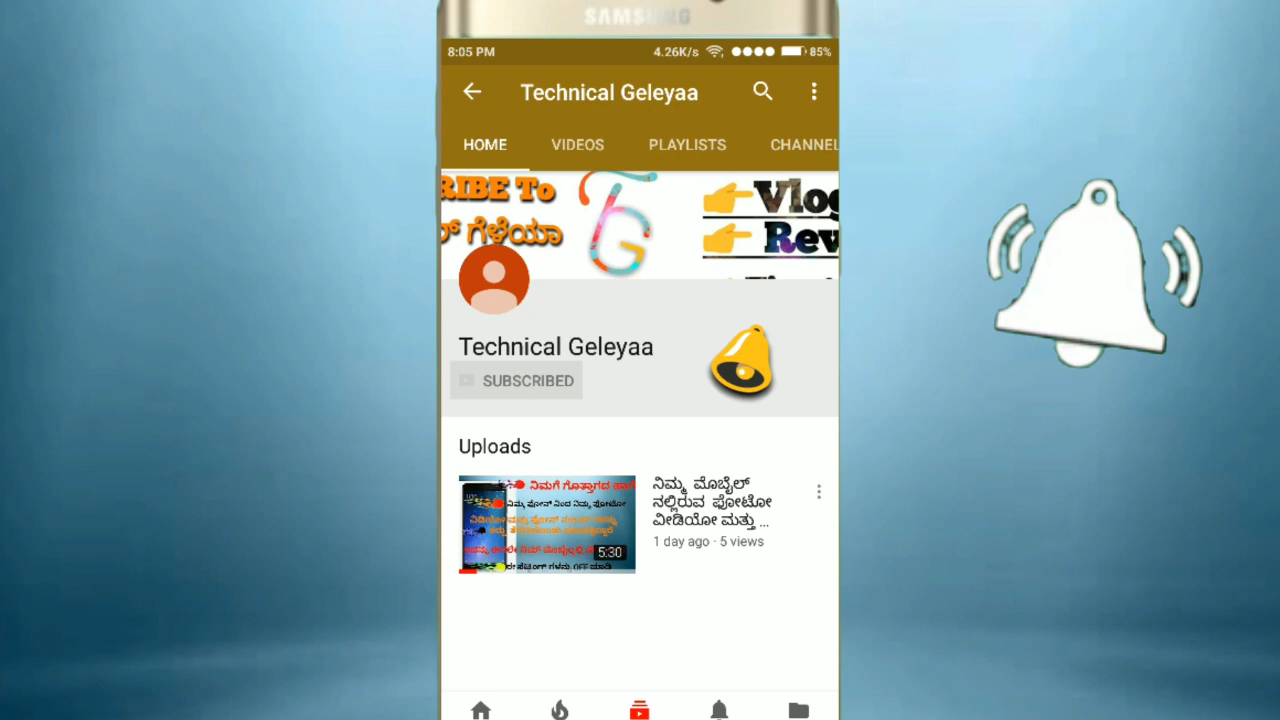 SAMSUNG
8:05 PM 4.26K/s 85%
Technical Geleyaa
HOME VIDEOS PLAYLISTS CHANNEL
RIBE To
ಗೆಳೆಯಾ
Vlog
Rev
Technical Geleyaa
SUBSCRIBED
Uploads
ನಿಮಗೆ ಗೊತ್ತಾಗದ ಹಾಗೆ
ನಿಮ್ಮ ಫೋನ್ ನಿಂದ ನಿಮ್ಮ ಫೋಟೋ
5:30
ನಿಮ್ಮ ಮೊಬೈಲ್
ನಲ್ಲಿರುವ ಫೋಟೋ
ವೀಡಿಯೋ ಮತ್ತು ...
1 day ago · 5 views